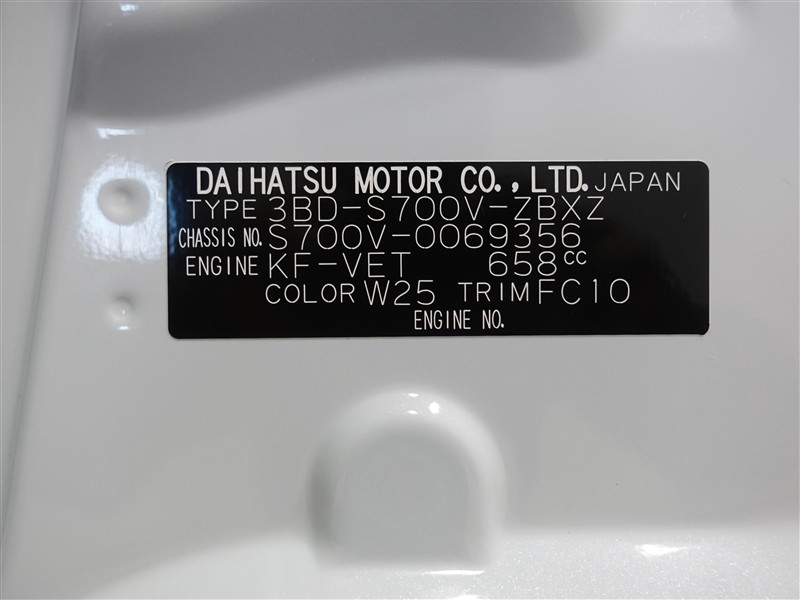 DAIHATSU MOTOR CO., LTD. JAPAN
TYPE 3BD-S700V-ZBXZ
CHASSIS NO. S700V-0069356
ENGINE KF-VET 658cc
COLOR W25 TRIM FC10
ENGINE NO.